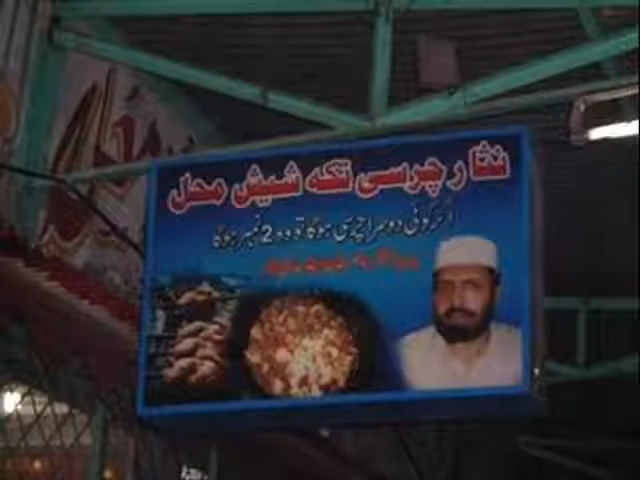 نثار چرسی تکہ شیش محل
اگر کوئی دوسرا چرسی ہوگا تو وہ 2 نمبر ہوگا